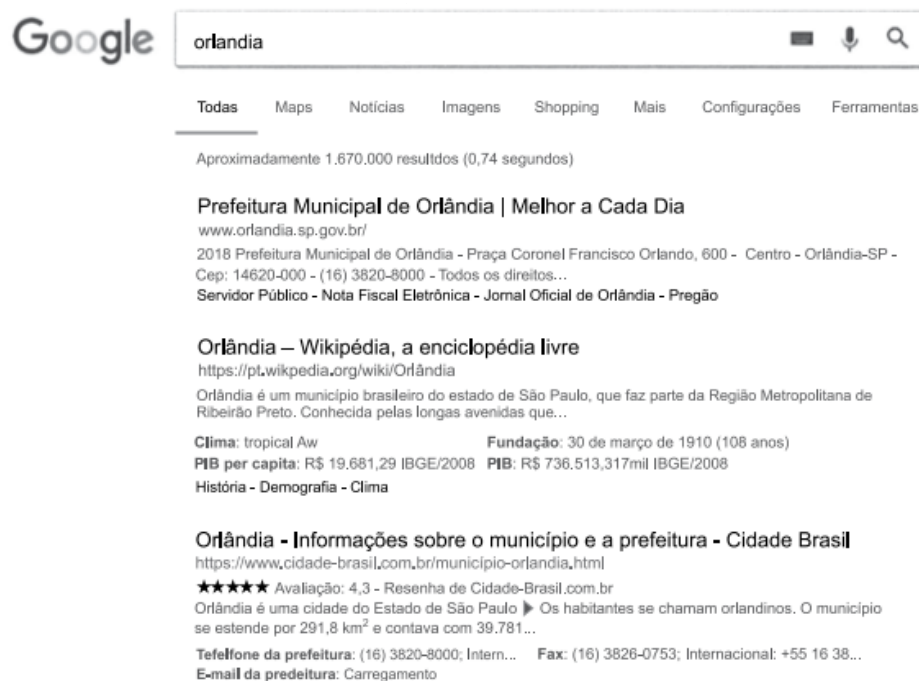 Google orlandia
Todas Maps Notícias Imagens Shopping Mais Configurações Ferramentas
Aproximadamente 1.670.000 resultdos (0,74 segundos)
Prefeitura Municipal de Orlândia | Melhor a Cada Dia
www.orlandia.sp.gov.br/
2018 Prefeitura Municipal de Orlândia - Praça Coronel Francisco Orlando, 600 - Centro - Orlândia-SP -
Cep: 14620-000 - (16) 3820-8000 - Todos os direitos...
Servidor Público - Nota Fiscal Eletrônica - Jornal Oficial de Orlândia - Pregão
Orlândia – Wikipédia, a enciclopédia livre
https://pt.wikpedia.org/wiki/Orlândia
Orlândia é um município brasileiro do estado de São Paulo, que faz parte da Região Metropolitana de
Ribeirão Preto. Conhecida pelas longas avenidas que...
Clima: tropical Aw Fundação: 30 de março de 1910 (108 anos)
PIB per capita: R$ 19.681,29 IBGE/2008 PIB: R$ 736.513,317mil IBGE/2008
História - Demografia - Clima
Orlândia - Informações sobre o município e a prefeitura - Cidade Brasil
https://www.cidade-brasil.com.br/município-orlandia.html
★★★★★ Avaliação: 4,3 - Resenha de Cidade-Brasil.com.br
Orlândia é uma cidade do Estado de São Paulo ▶ Os habitantes se chamam orlandinos. O município
se estende por 291,8 km² e contava com 39.781...
Tefelfone da prefeitura: (16) 3820-8000; Intern... Fax: (16) 3826-0753; Internacional: +55 16 38...
E-mail da predeitura: Carregamento